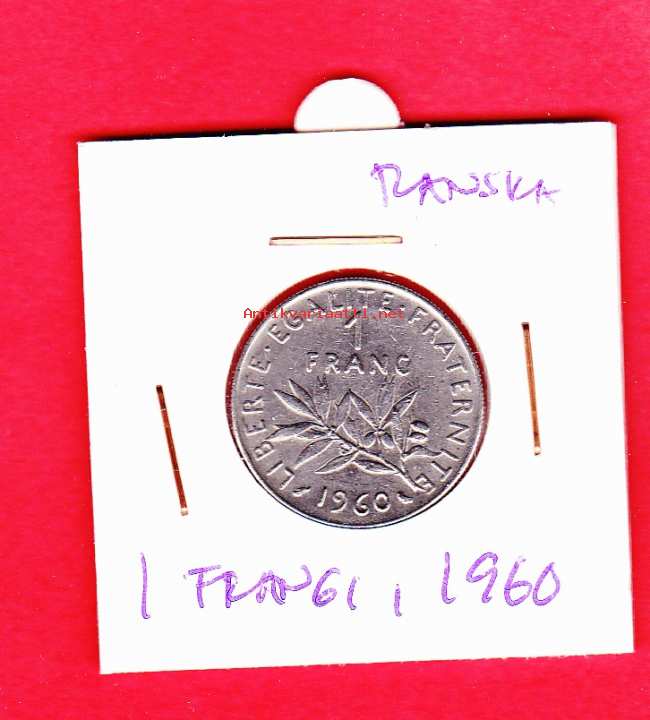 RANSKA
Antikvariaatti.net
LIBERTE·EGALITE·FRATERNITE
1
FRANC
1960
1 FRANGI, 1960